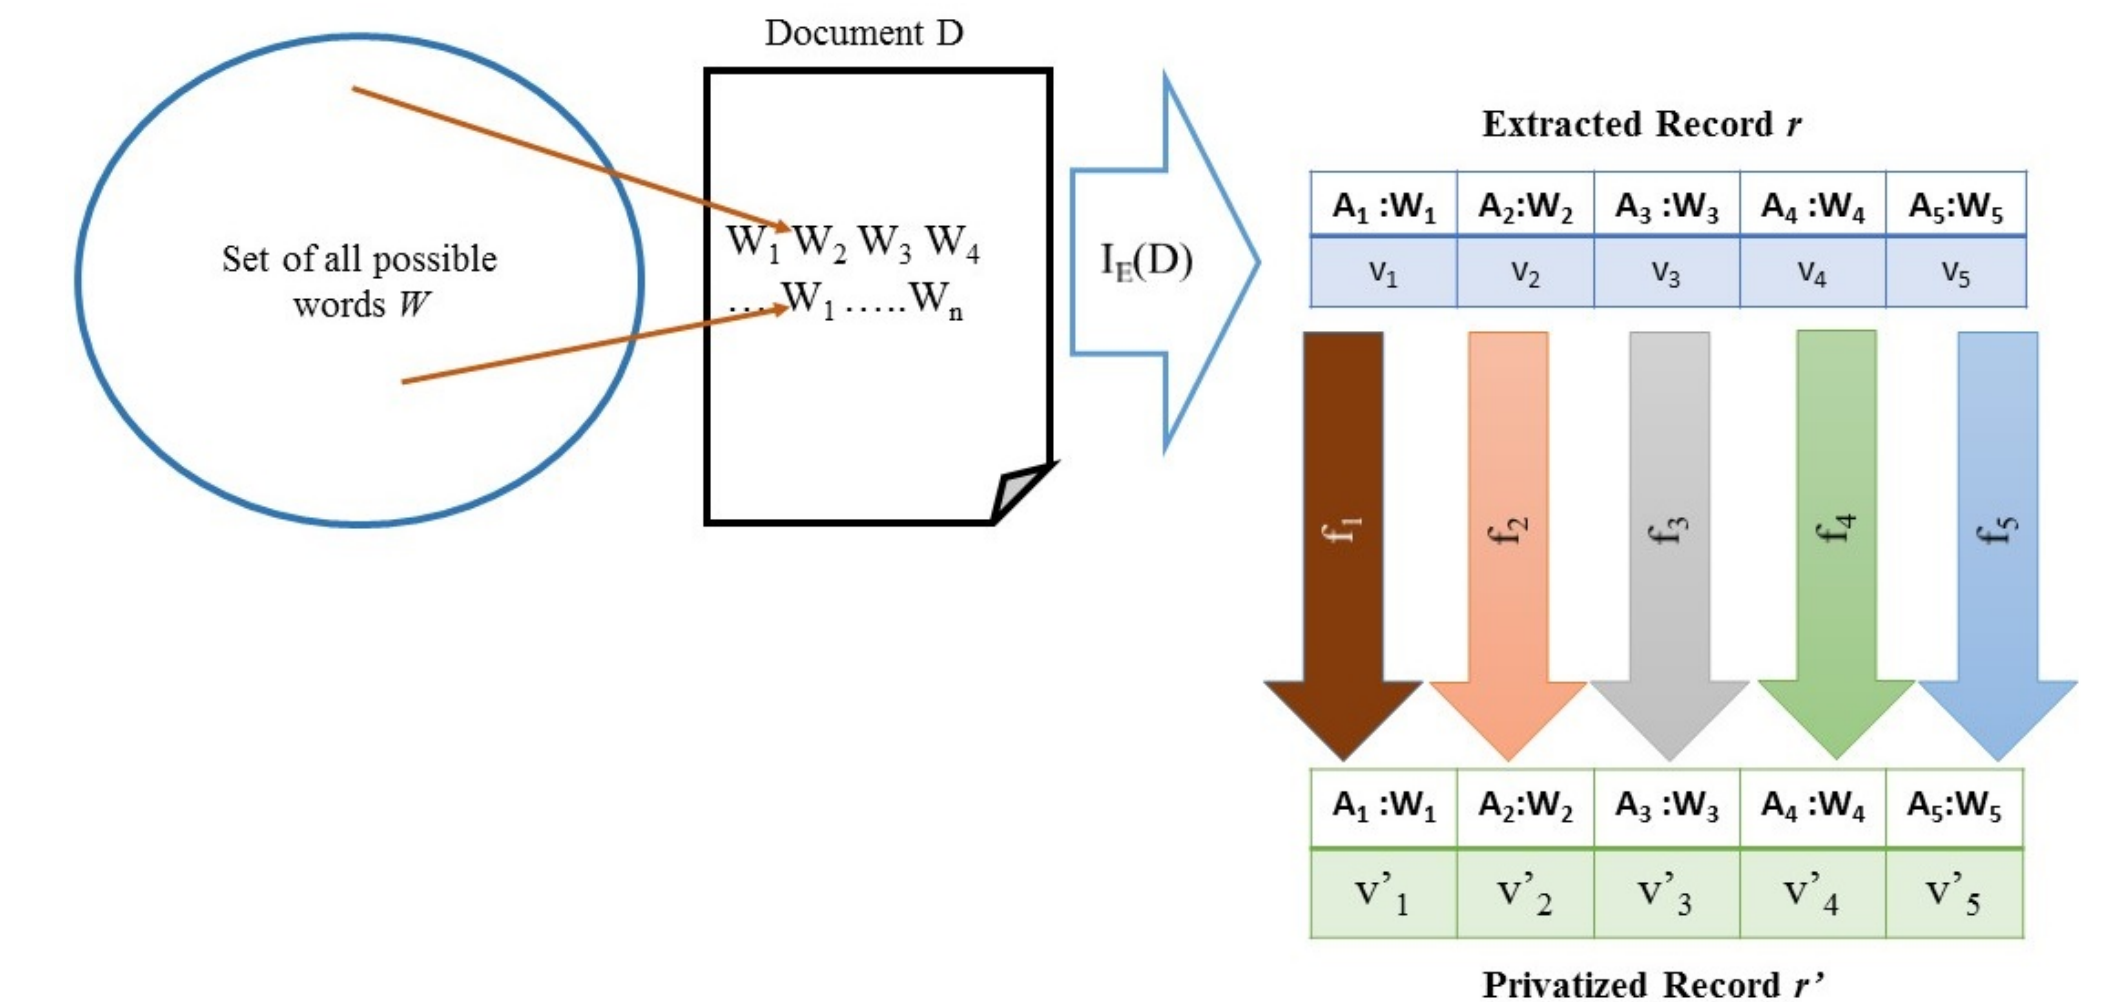 Document D
Set of all possible
words W
W₁ W₂ W₃ W₄
....W₁ .....Wₙ
I_E(D)
Extracted Record r
A₁ :W₁ A₂:W₂ A₃ :W₃ A₄ :W₄ A₅:W₅
v₁ v₂ v₃ v₄ v₅
f₁ f₂ f₃ f₄ f₅
A₁ :W₁ A₂:W₂ A₃ :W₃ A₄ :W₄ A₅:W₅
v’₁ v’₂ v’₃ v’₄ v’₅
Privatized Record r’